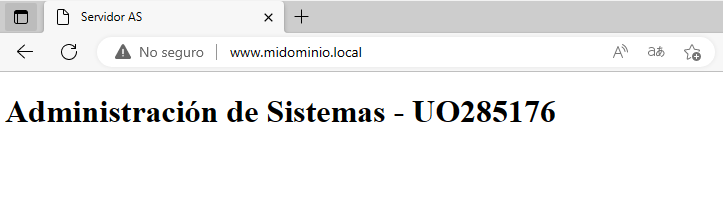 Servidor AS
No seguro www.midominio.local
Administración de Sistemas - UO285176